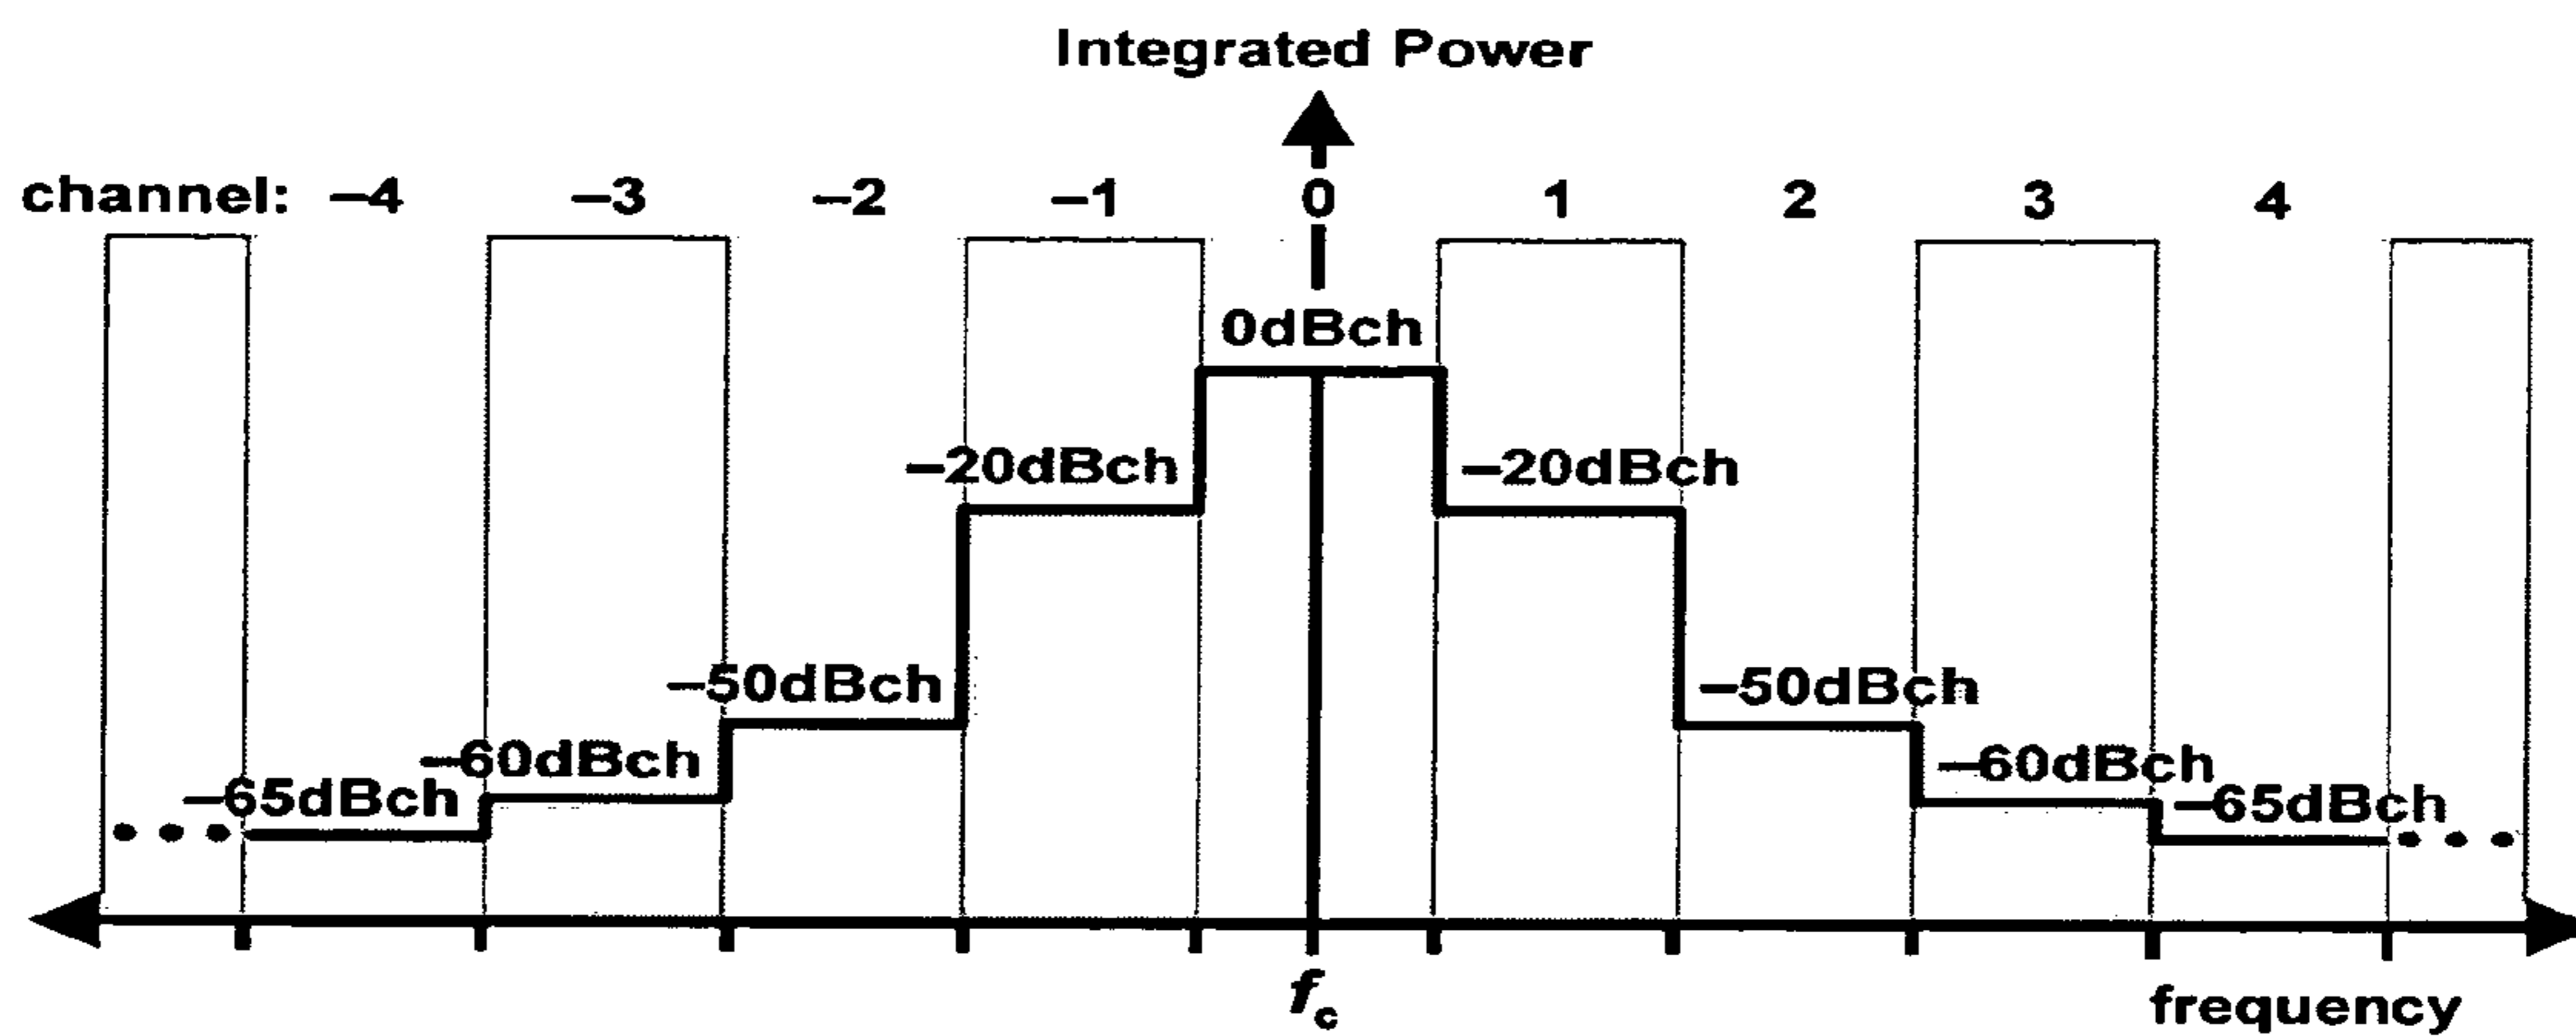 Integrated Power
channel: –4 –3 –2 –1 0 1 2 3 4
0dBch
–20dBch –20dBch
–50dBch –50dBch
–60dBch –60dBch
–65dBch –65dBch
fc
frequency